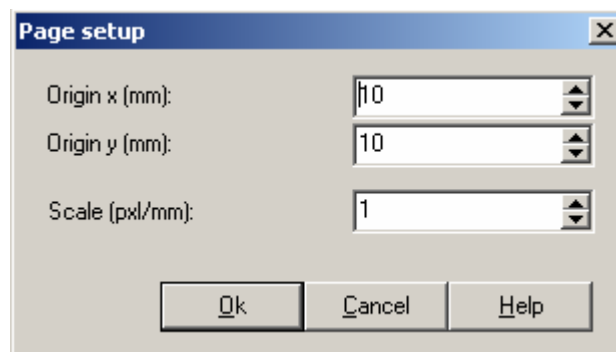 Page setup
Origin x (mm): 10
Origin y (mm): 10
Scale (pxl/mm): 1
Ok Cancel Help